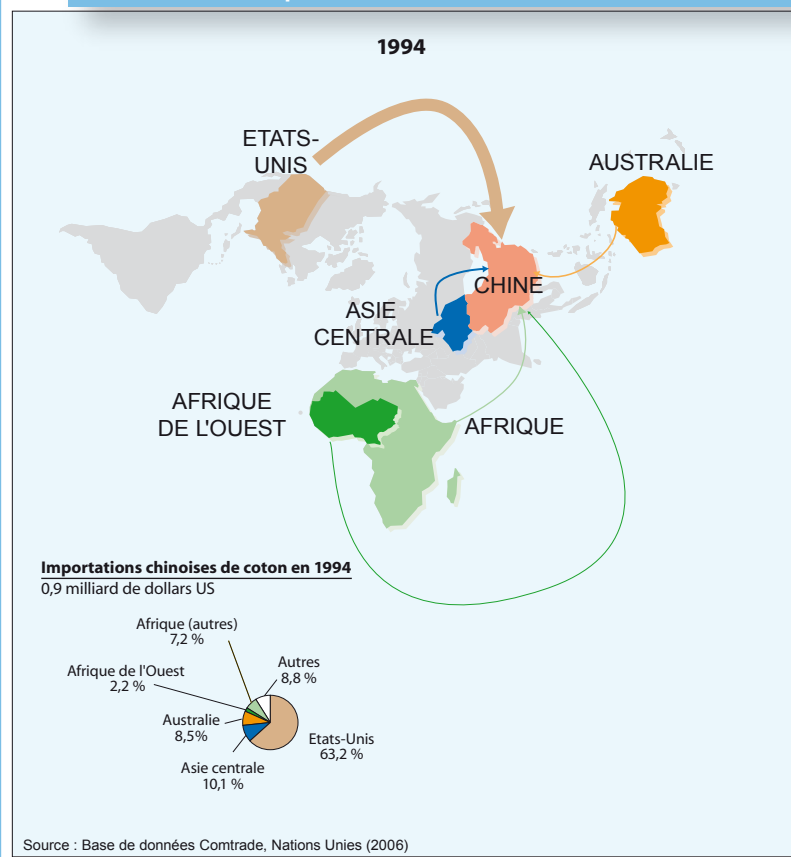 1994
ETATS-
UNIS
AUSTRALIE
CHINE
ASIE
CENTRALE
AFRIQUE
DE L'OUEST
AFRIQUE
Importations chinoises de coton en 1994
0,9 milliard de dollars US
Afrique (autres)
7,2 %
Afrique de l'Ouest
2,2 %
Autres
8,8 %
Australie
8,5%
Etats-Unis
63,2 %
Asie centrale
10,1 %
Source : Base de données Comtrade, Nations Unies (2006)